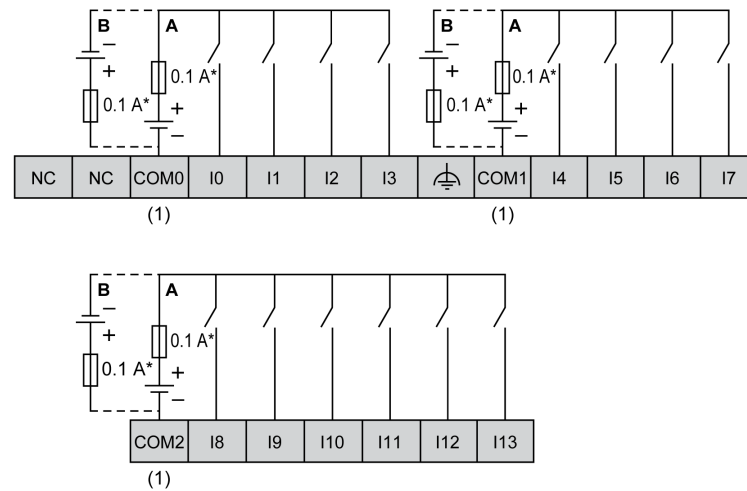 B A B A
− −
+ 0.1 A* + 0.1 A*
0.1 A* + 0.1 A* +
− −
NC NC COM0 I0 I1 I2 I3 COM1 I4 I5 I6 I7
(1) (1)
B A
−
+ 0.1 A*
0.1 A* +
−
COM2 I8 I9 I10 I11 I12 I13
(1)